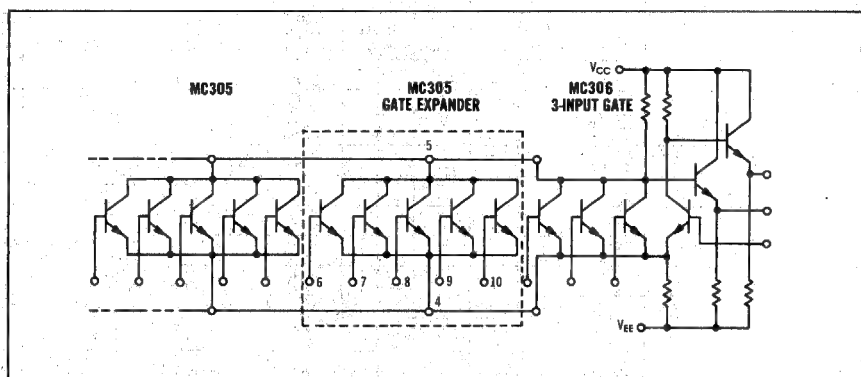 MC305
MC305
GATE EXPANDER
MC306
3-INPUT GATE
VCC
5
6
7
8
9
10
4
VEE